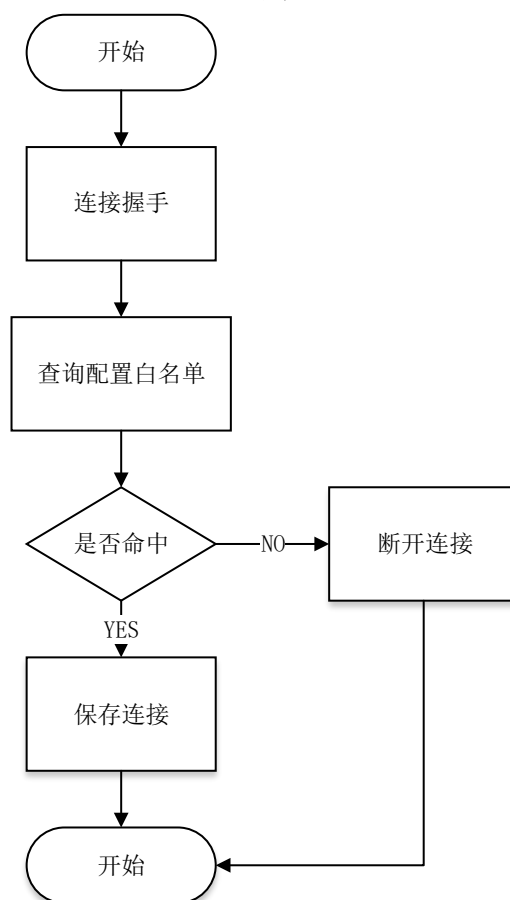 开始
连接握手
查询配置白名单
是否命中
NO
断开连接
YES
保存连接
开始